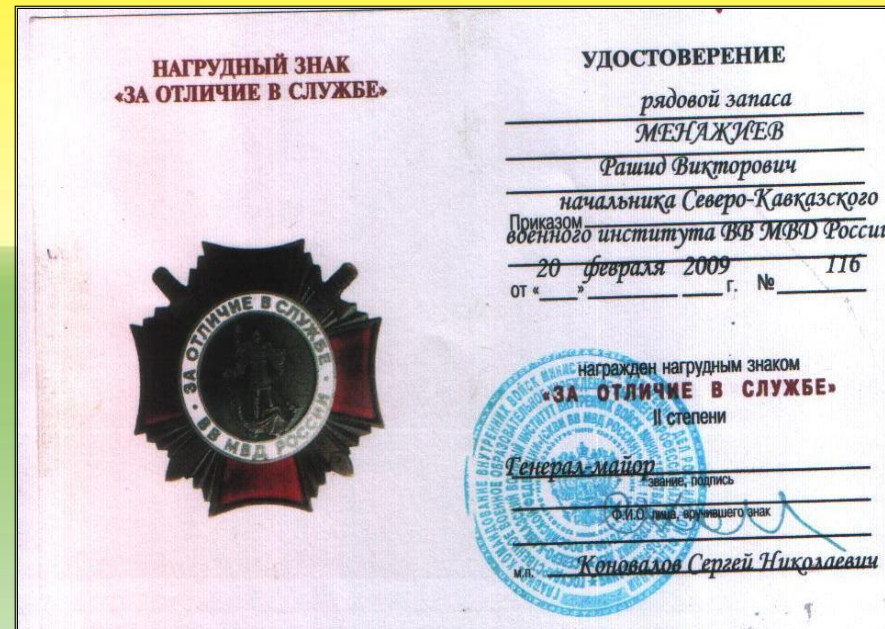 НАГРУДНЫЙ ЗНАК
«ЗА ОТЛИЧИЕ В СЛУЖБЕ»
ЗА ОТЛИЧИЕ В СЛУЖБЕ
ВВ МВД РОССИИ
УДОСТОВЕРЕНИЕ
рядовой запаса
МЕНАЖИЕВ
Рашид Викторович
начальника Северо-Кавказского
Приказом
военного института ВВ МВД России
20 февраля 2009 116
от « » г. №
награжден нагрудным знаком
«ЗА ОТЛИЧИЕ В СЛУЖБЕ»
II степени
Генерал-майор
звание, подпись
Ф.И.О. лица, вручившего знак
м.п. Коновалов Сергей Николаевич